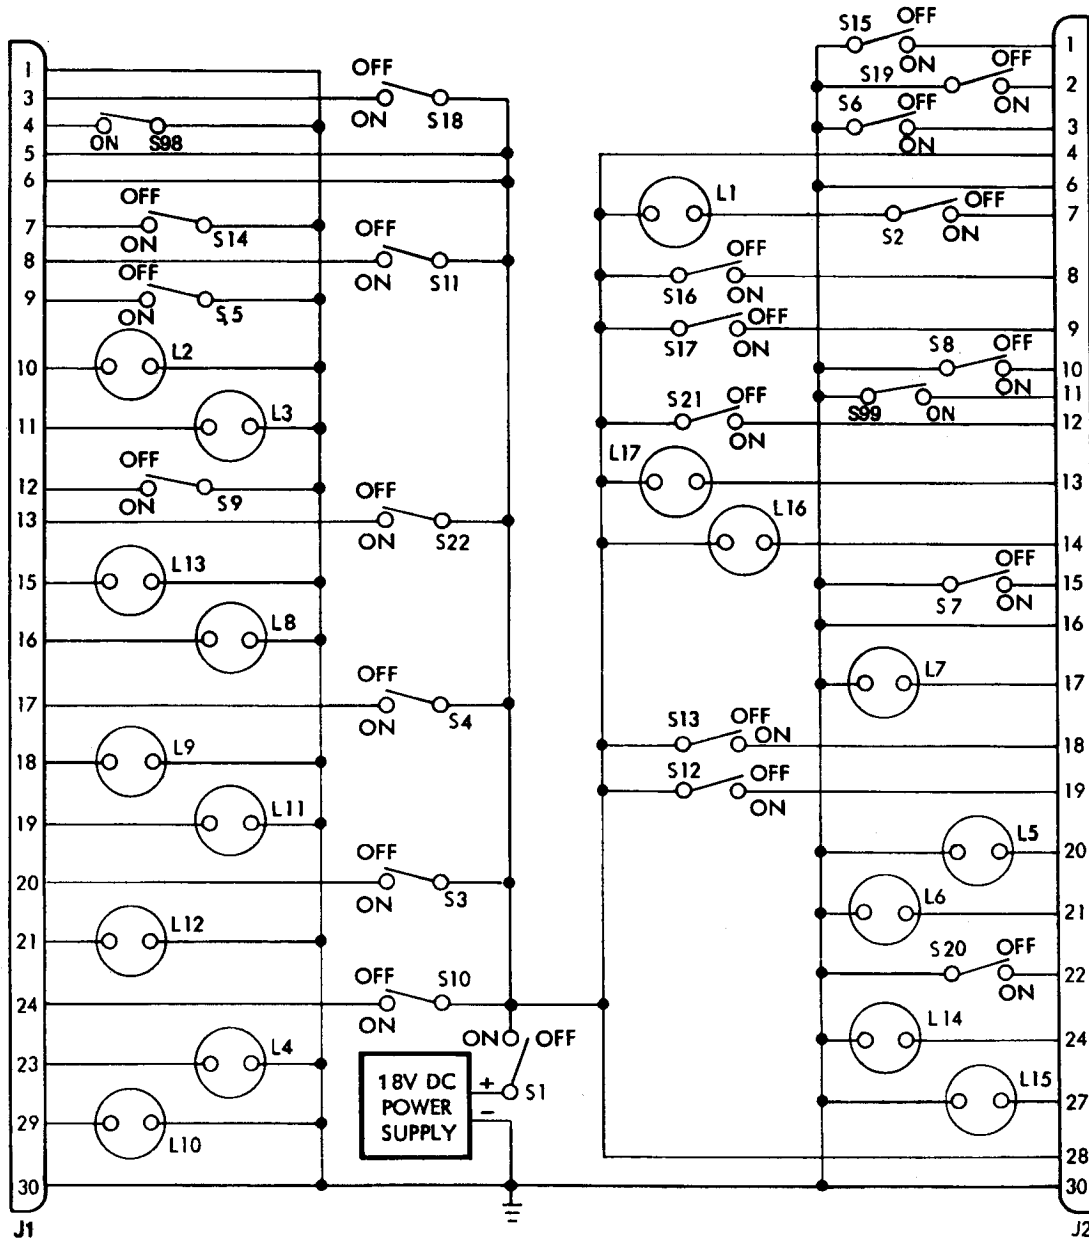 1
3
4
5
6
7
8
9
10
11
12
13
15
16
17
18
19
20
21
24
23
29
30
J1
OFF
ON
S18
ON
S98
OFF
ON
S14
OFF
ON
S11
OFF
ON
S5
L2
L3
OFF
ON
S9
OFF
ON
S22
L13
L8
OFF
ON
S4
L9
L11
OFF
ON
S3
L12
OFF
ON
S10
ON
OFF
S1
L4
18V DC
POWER
SUPPLY
+
−
L10
S15
OFF
ON
S19
OFF
ON
S6
OFF
ON
L1
S2
OFF
ON
S16
OFF
ON
S17
OFF
ON
S8
OFF
ON
S99
ON
S21
OFF
ON
L17
L16
S7
OFF
ON
L7
S13
OFF
ON
S12
OFF
ON
L5
L6
S20
OFF
ON
L14
L15
1
2
3
4
6
7
8
9
10
11
12
13
14
15
16
17
18
19
20
21
22
24
27
28
30
J2